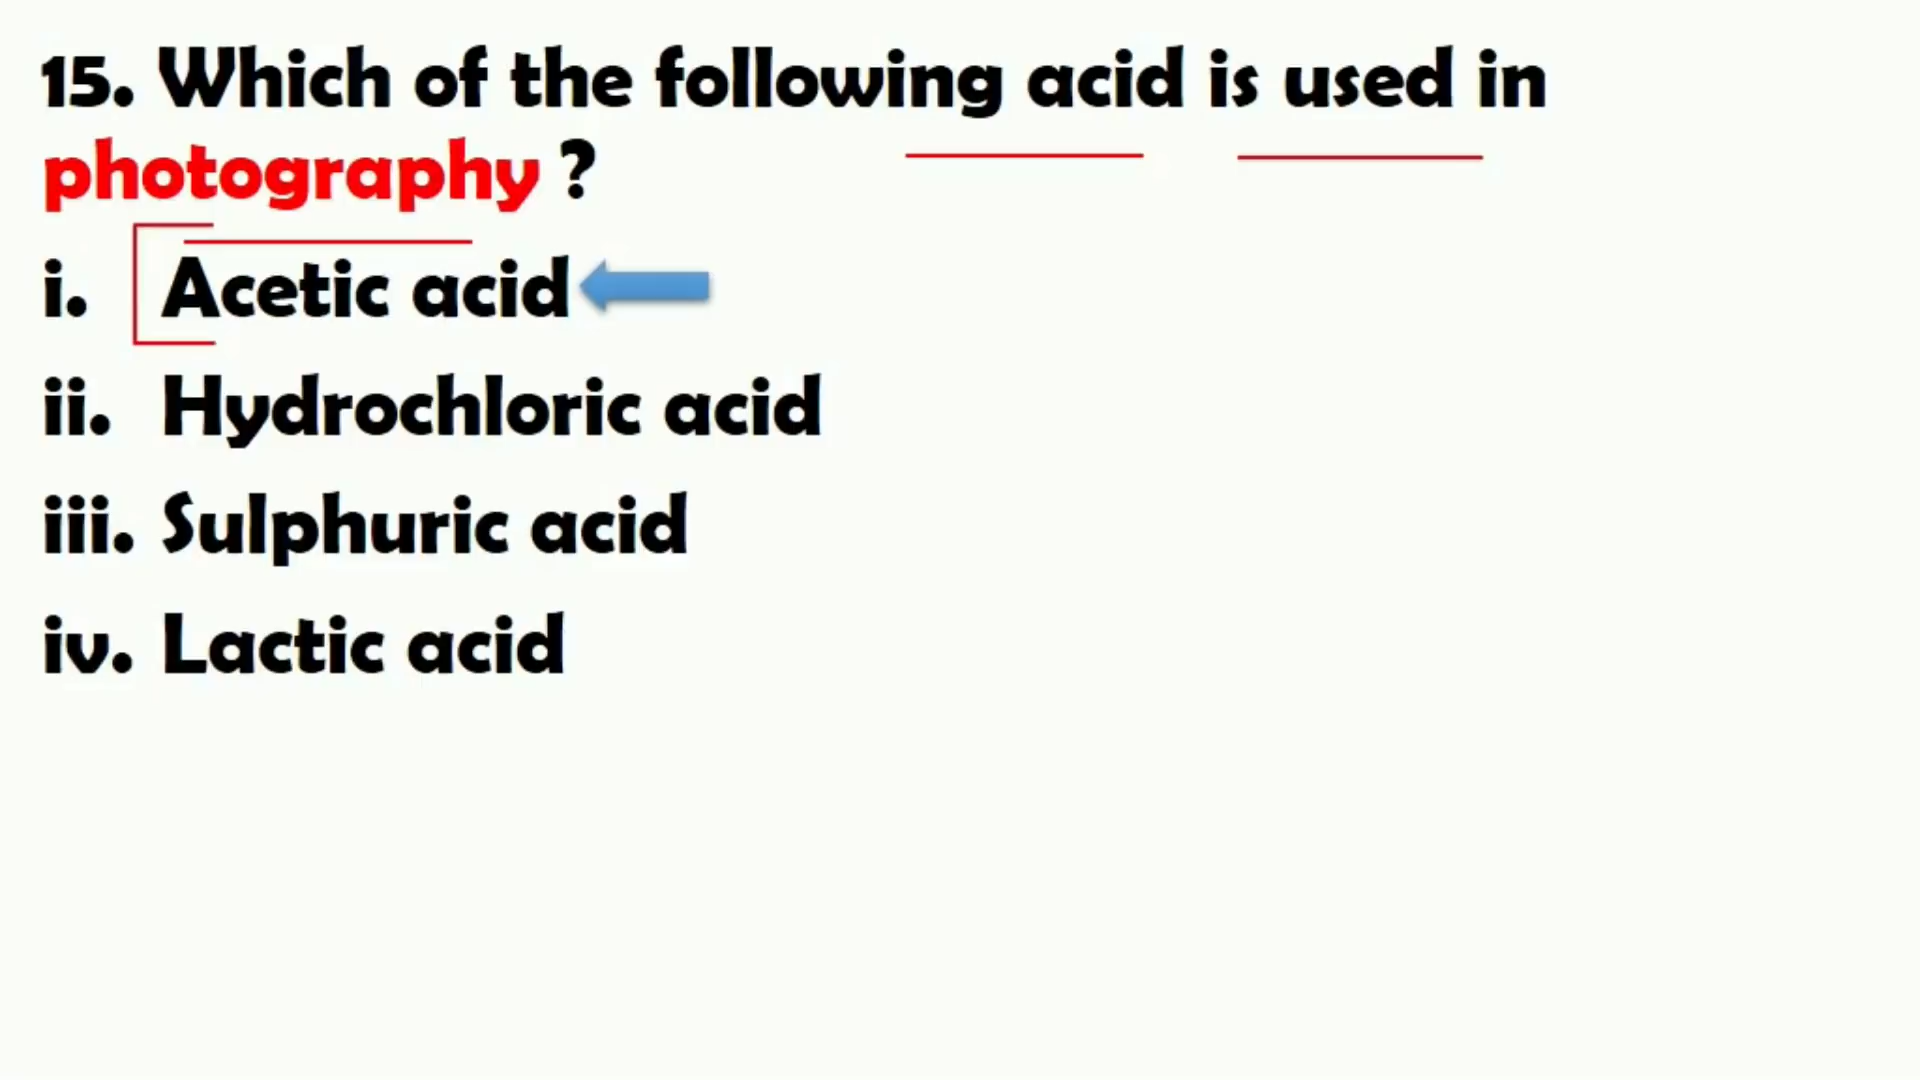 15. Which of the following acid is used in
photography ?
i. Acetic acid
ii. Hydrochloric acid
iii. Sulphuric acid
iv. Lactic acid